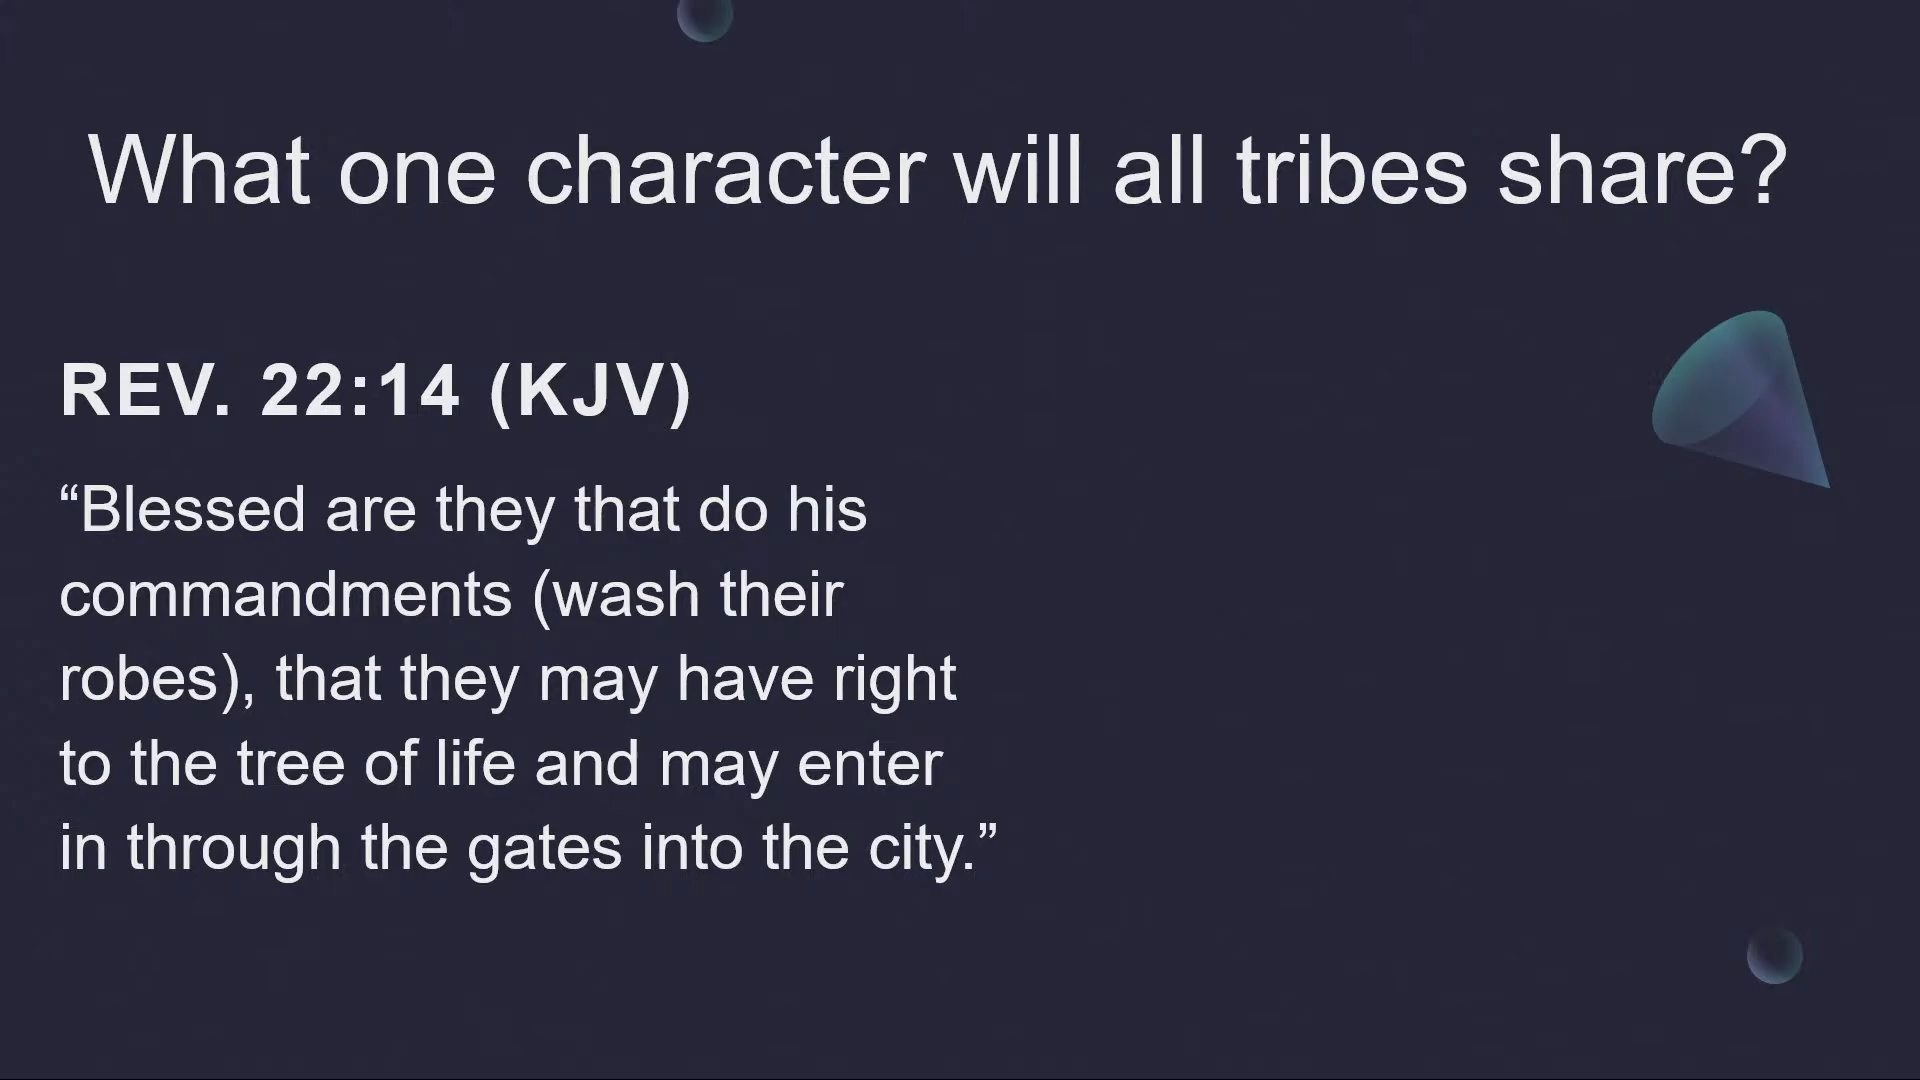 What one character will all tribes share?
REV. 22:14 (KJV)
“Blessed are they that do his
commandments (wash their
robes), that they may have right
to the tree of life and may enter
in through the gates into the city.”